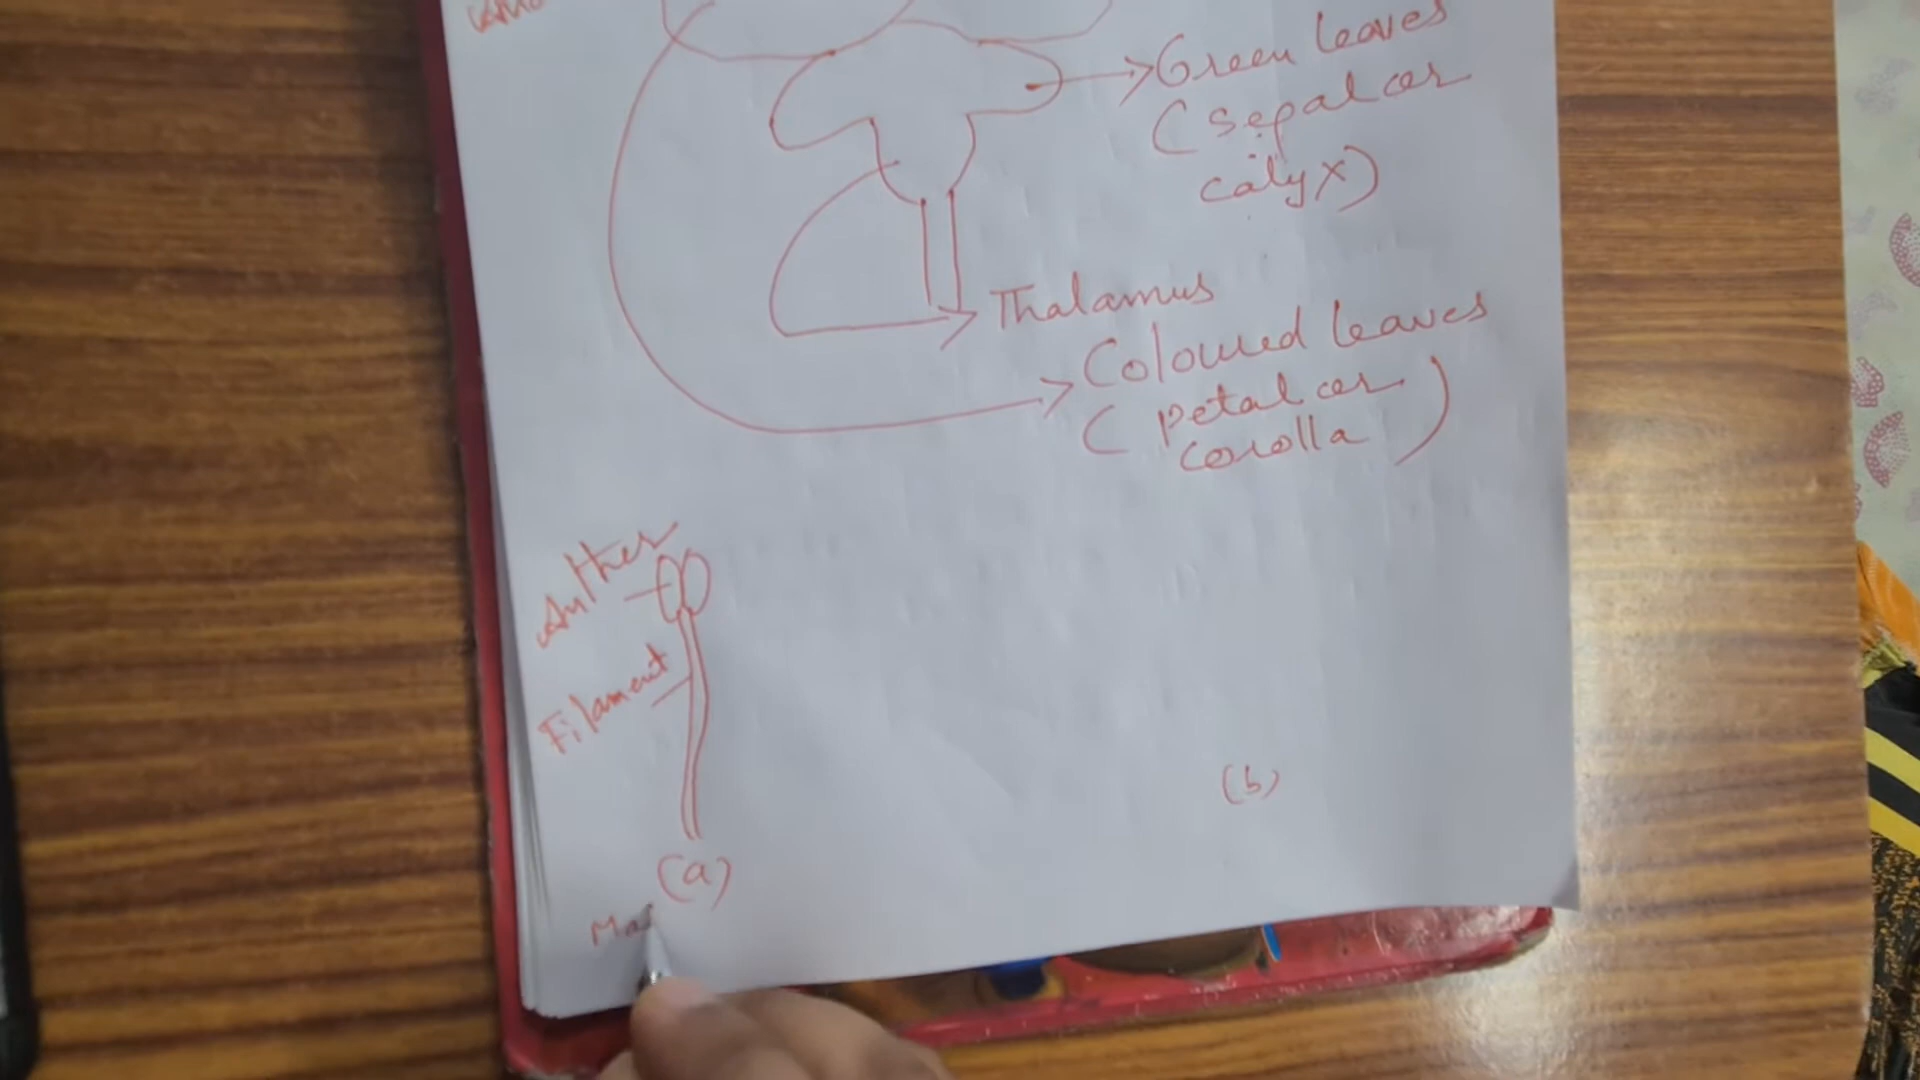 Green leaves
(sepal or
calyx)
Thalamus
Coloured leaves
(petal or
corolla)
Anther
Filament
(b)
(a)